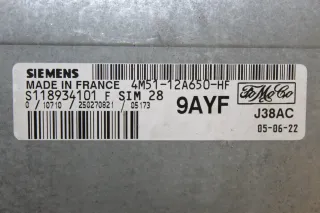 SIEMENS
MADE IN FRANCE 4M51-12A650-HF
S118934101 F SIM 28
0 / 10710 / 250270821 / 05173
9AYF
FoMoCo
J38AC
05-06-22